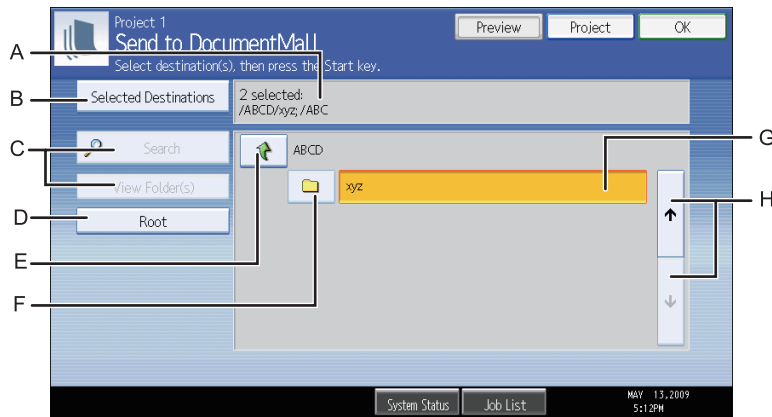 Project 1
Send to DocumentMall
Select destination(s), then press the Start key.
Preview
Project
OK
A
B
Selected Destinations
2 selected:
/ABCD/xyz; /ABC
C
Search
ABCD
G
View Folder(s)
xyz
H
D
Root
E
F
System Status
Job List
MAY 13,2009
5:12PM